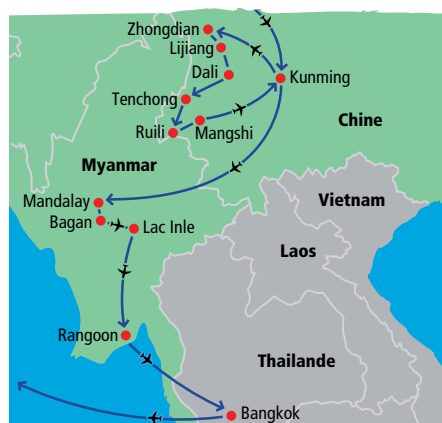 Zhongdian
Lijiang
Dali
Kunming
Tenchong
Ruili
Mangshi
Chine
Myanmar
Mandalay
Bagan
Lac Inle
Vietnam
Laos
Rangoon
Thailande
Bangkok